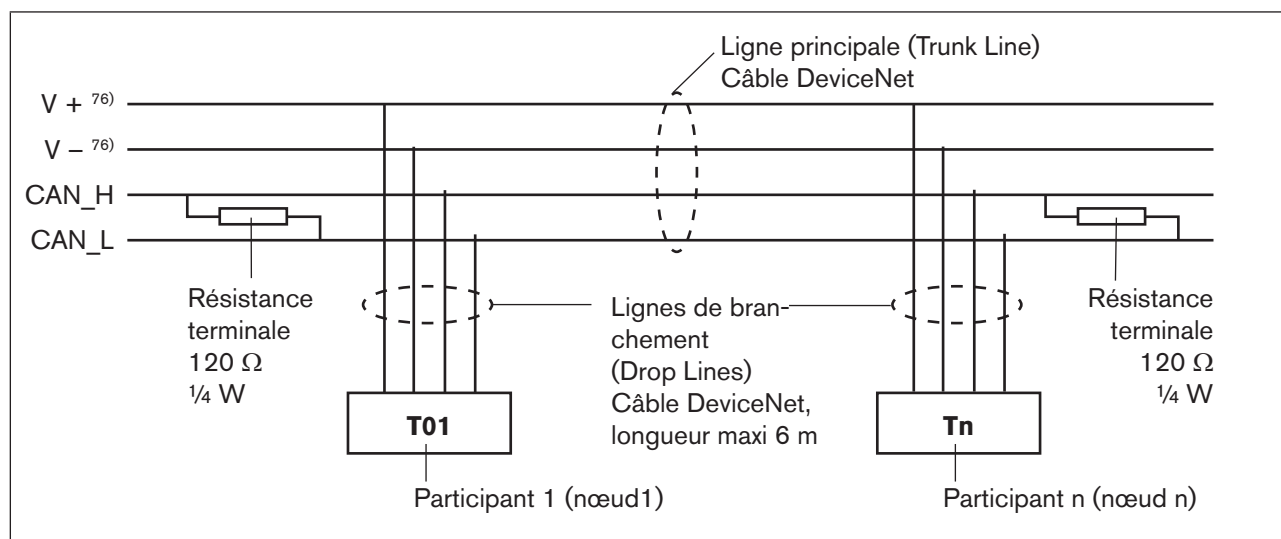 Ligne principale (Trunk Line)
Câble DeviceNet
V + 76)
V – 76)
CAN_H
CAN_L
Résistance
terminale
120 Ω
¼ W
Lignes de bran-
chement
(Drop Lines)
Câble DeviceNet,
longueur maxi 6 m
Résistance
terminale
120 Ω
¼ W
T01
Tn
Participant 1 (nœud1)
Participant n (nœud n)